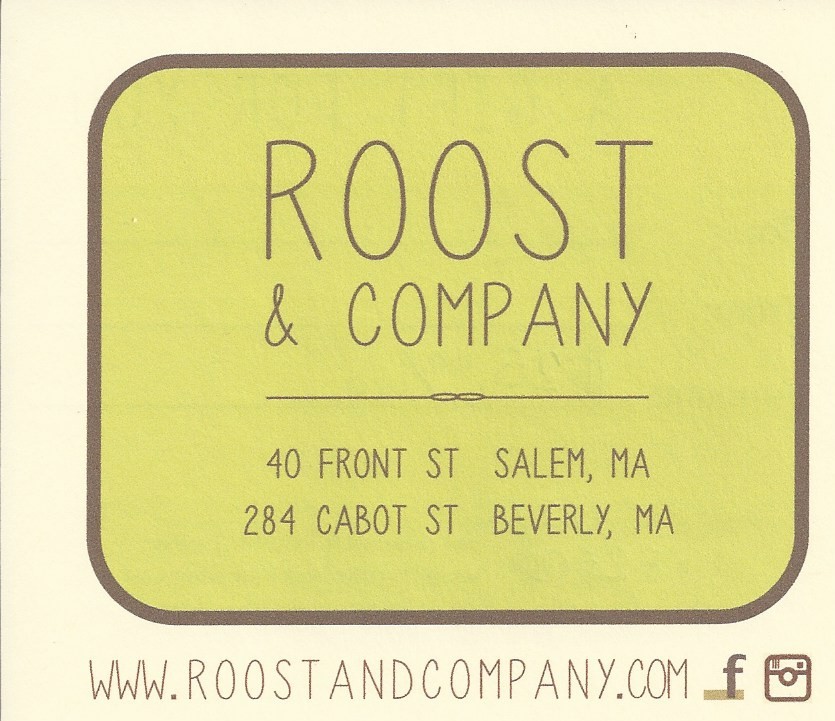 ROOST
& COMPANY
40 FRONT ST SALEM, MA
284 CABOT ST BEVERLY, MA
WWW.ROOSTANDCOMPANY.COM f